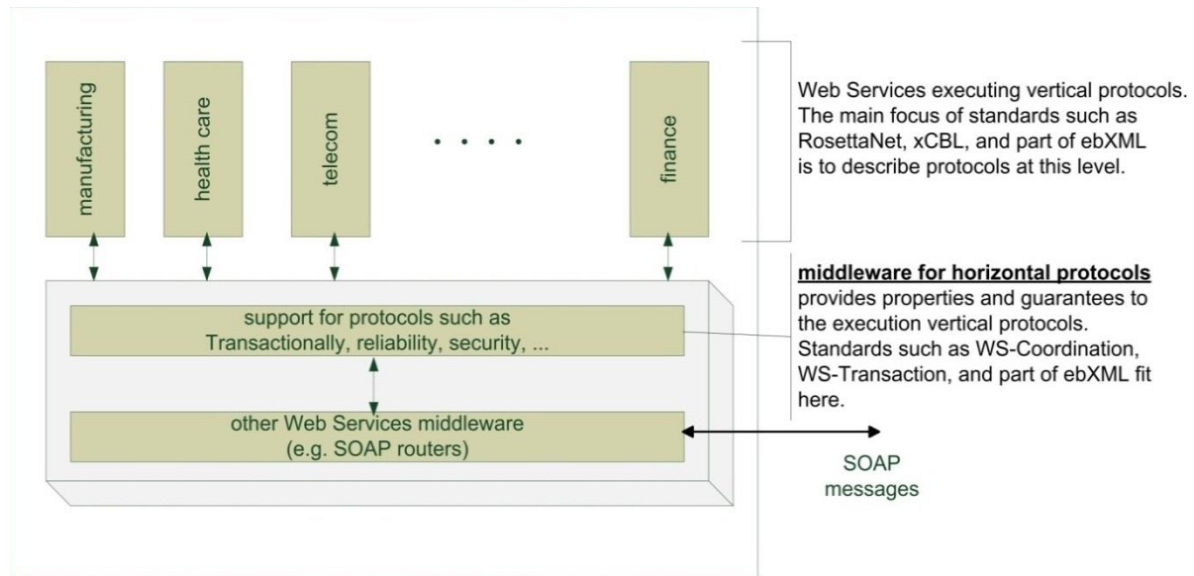 manufacturing
health care
telecom
. . . .
finance
Web Services executing vertical protocols.
The main focus of standards such as
RosettaNet, xCBL, and part of ebXML
is to describe protocols at this level.
middleware for horizontal protocols
provides properties and guarantees to
the execution vertical protocols.
Standards such as WS-Coordination,
WS-Transaction, and part of ebXML fit
here.
support for protocols such as
Transactionally, reliability, security, ...
other Web Services middleware
(e.g. SOAP routers)
SOAP
messages